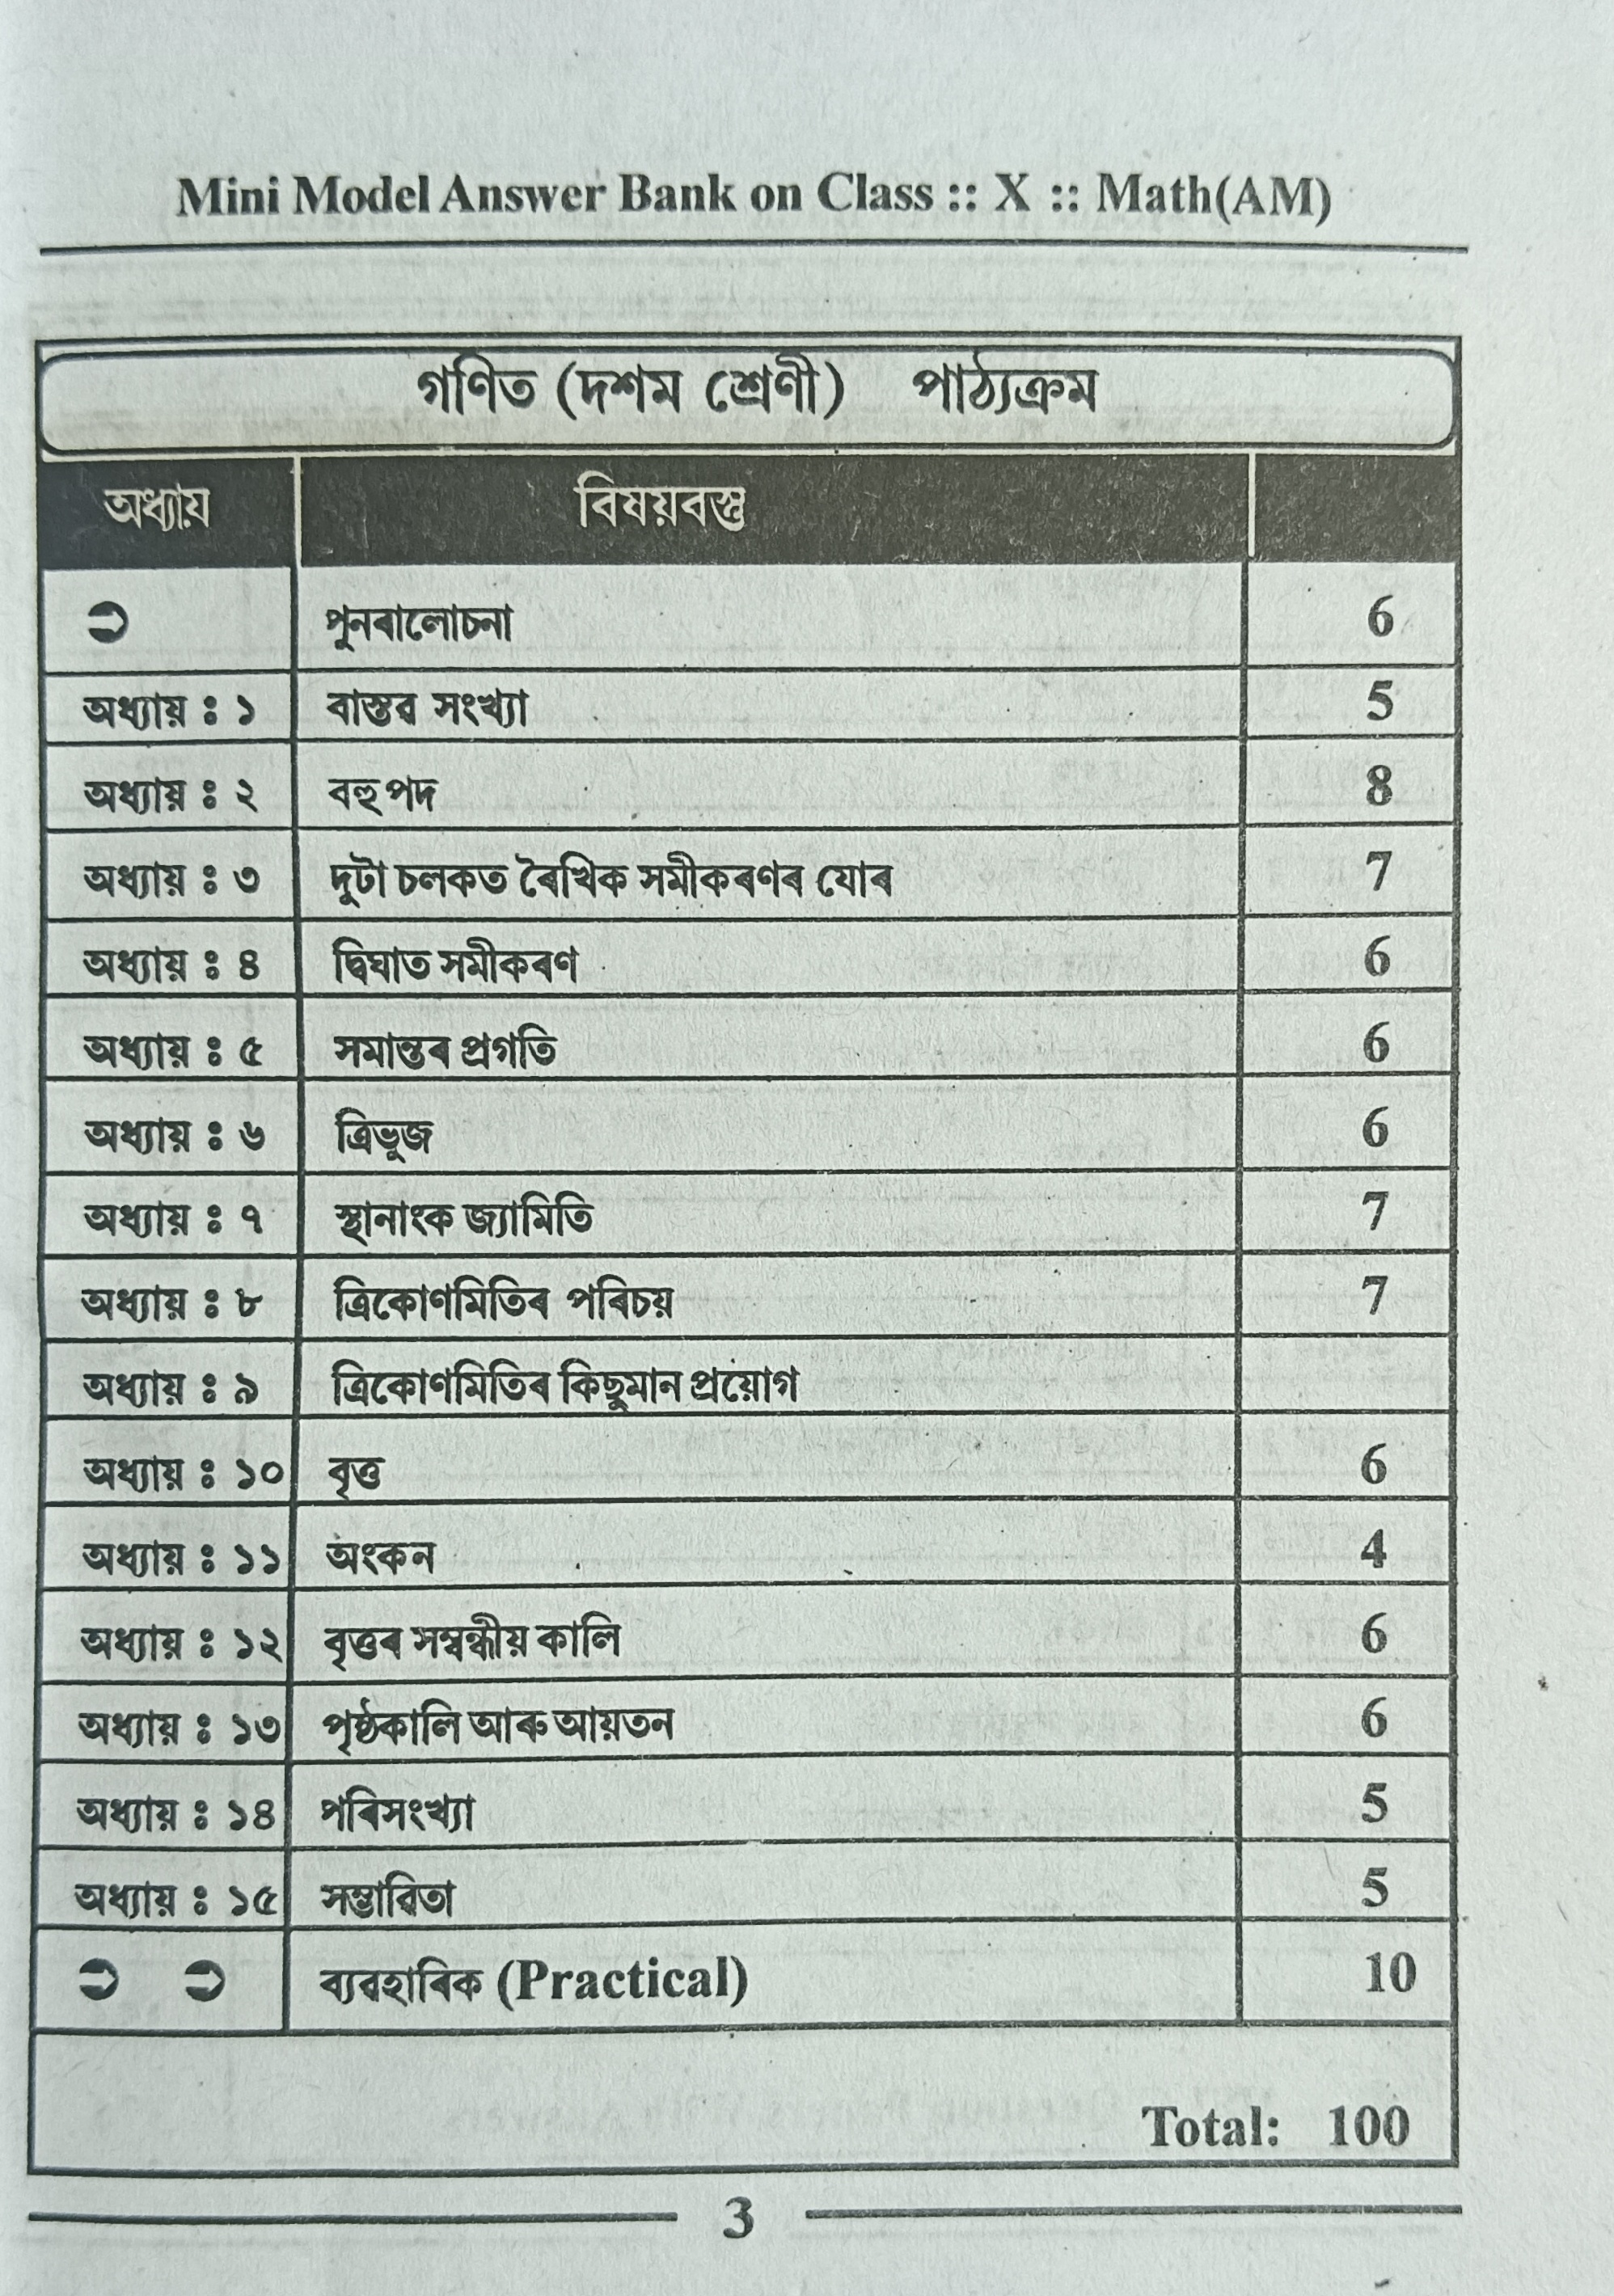 Mini Model Answer Bank on Class :: X :: Math(AM)
গণিত (দশম শ্ৰেণী) পাঠ্যক্ৰম
অধ্যায় বিষয়বস্তু
পুনৰালোচনা 6
অধ্যায় ঃ ১ বাস্তৱ সংখ্যা 5
অধ্যায় ঃ ২ বহুপদ 8
অধ্যায় ঃ ৩ দুটা চলকত ৰৈখিক সমীকৰণৰ যোৰ 7
অধ্যায় ঃ ৪ দ্বিঘাত সমীকৰণ 6
অধ্যায় ঃ ৫ সমান্তৰ প্ৰগতি 6
অধ্যায় ঃ ৬ ত্ৰিভুজ 6
অধ্যায় ঃ ৭ স্থানাংক জ্যামিতি 7
অধ্যায় ঃ ৮ ত্ৰিকোণমিতিৰ পৰিচয় 7
অধ্যায় ঃ ৯ ত্ৰিকোণমিতিৰ কিছুমান প্ৰয়োগ
অধ্যায় ঃ ১০ বৃত্ত 6
অধ্যায় ঃ ১১ অংকন 4
অধ্যায় ঃ ১২ বৃত্তৰ সম্বন্ধীয় কালি 6
অধ্যায় ঃ ১৩ পৃষ্ঠকালি আৰু আয়তন 6
অধ্যায় ঃ ১৪ পৰিসংখ্যা 5
অধ্যায় ঃ ১৫ সম্ভাৱিতা 5
ব্যৱহাৰিক (Practical) 10
Total: 100
3